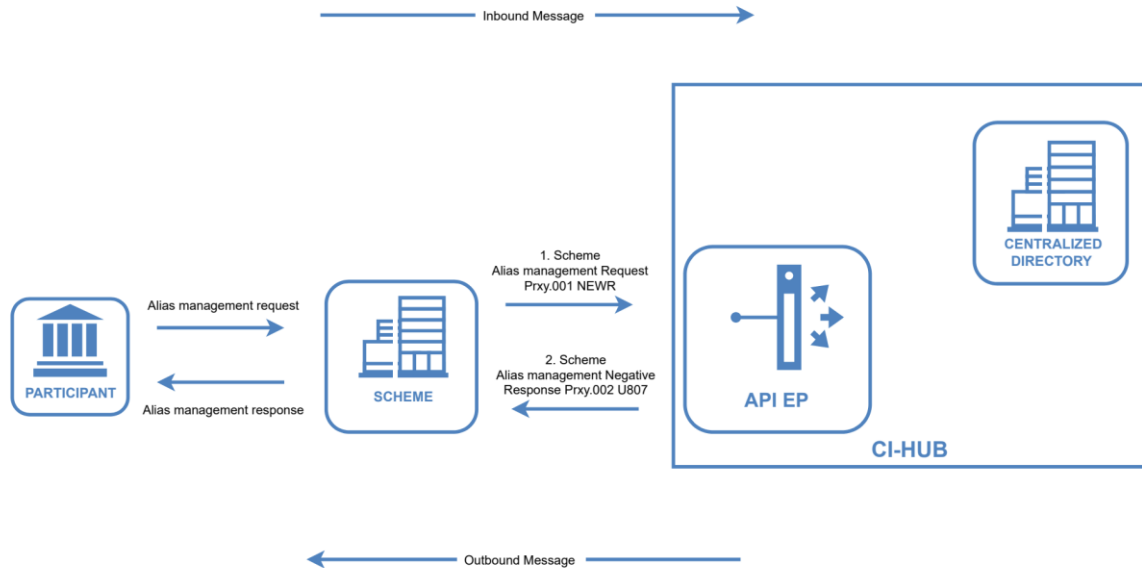 Inbound Message
CENTRALIZED
DIRECTORY
1. Scheme
Alias management Request
Prxy.001 NEWR
Alias management request
2. Scheme
Alias management Negative
Response Prxy.002 U807
PARTICIPANT
SCHEME
API EP
Alias management response
CI-HUB
Outbound Message